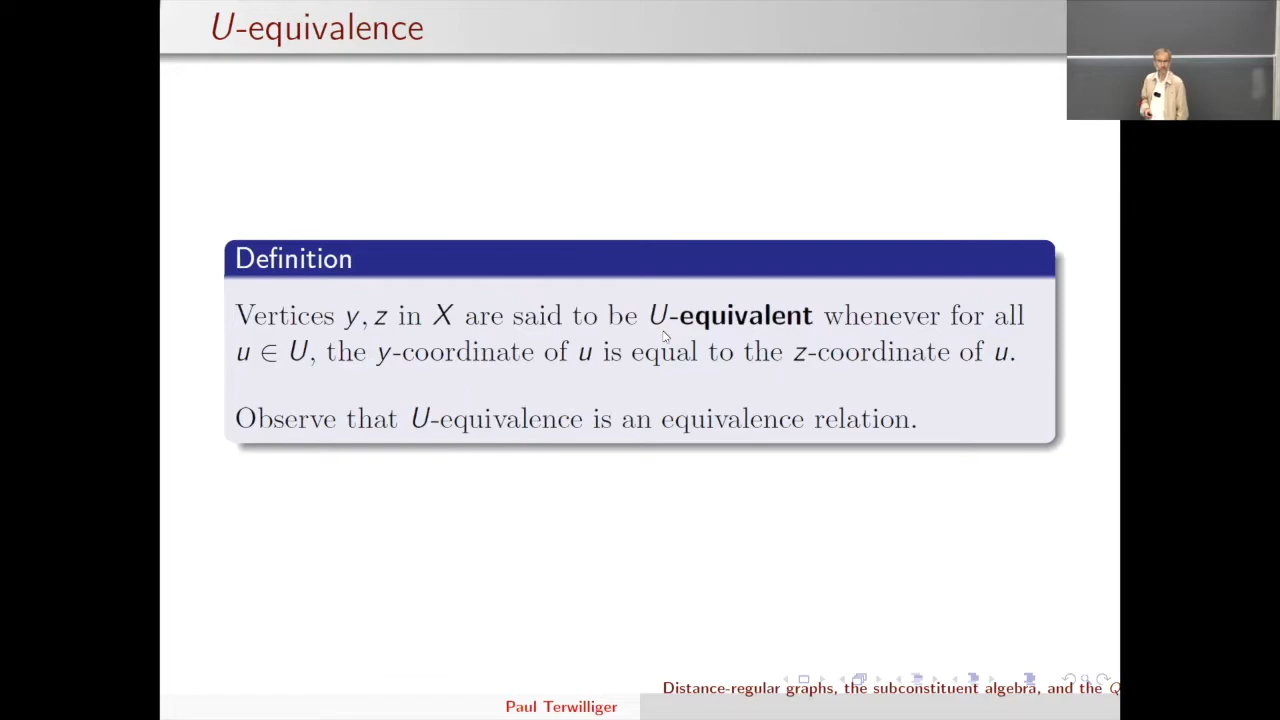 U-equivalence
Definition
Vertices y, z in X are said to be U-equivalent whenever for all
u ∈ U, the y-coordinate of u is equal to the z-coordinate of u.
Observe that U-equivalence is an equivalence relation.
Distance-regular graphs, the subconstituent algebra, and the Q
Paul Terwilliger